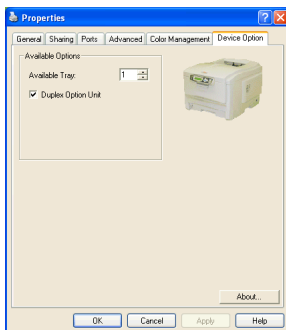 Properties
General Sharing Ports Advanced Color Management Device Option
Available Options
Available Tray: 1
Duplex Option Unit
About...
OK Cancel Apply Help